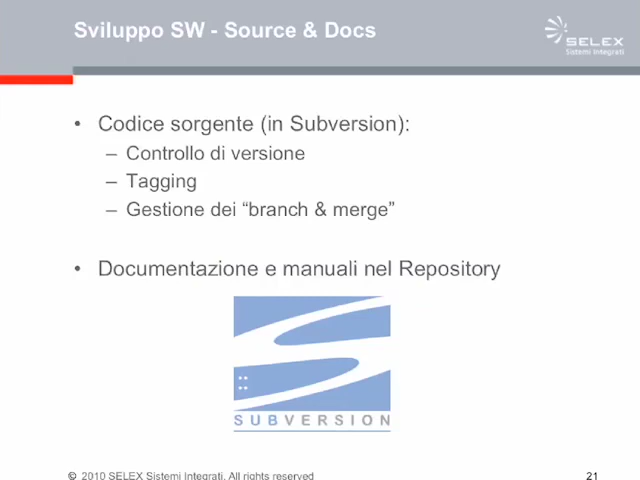 Sviluppo SW - Source & Docs
SELEX
Sistemi Integrati
• Codice sorgente (in Subversion):
– Controllo di versione
– Tagging
– Gestione dei “branch & merge”
• Documentazione e manuali nel Repository
SUBVERSION
© 2010 SELEX Sistemi Integrati. All rights reserved
21